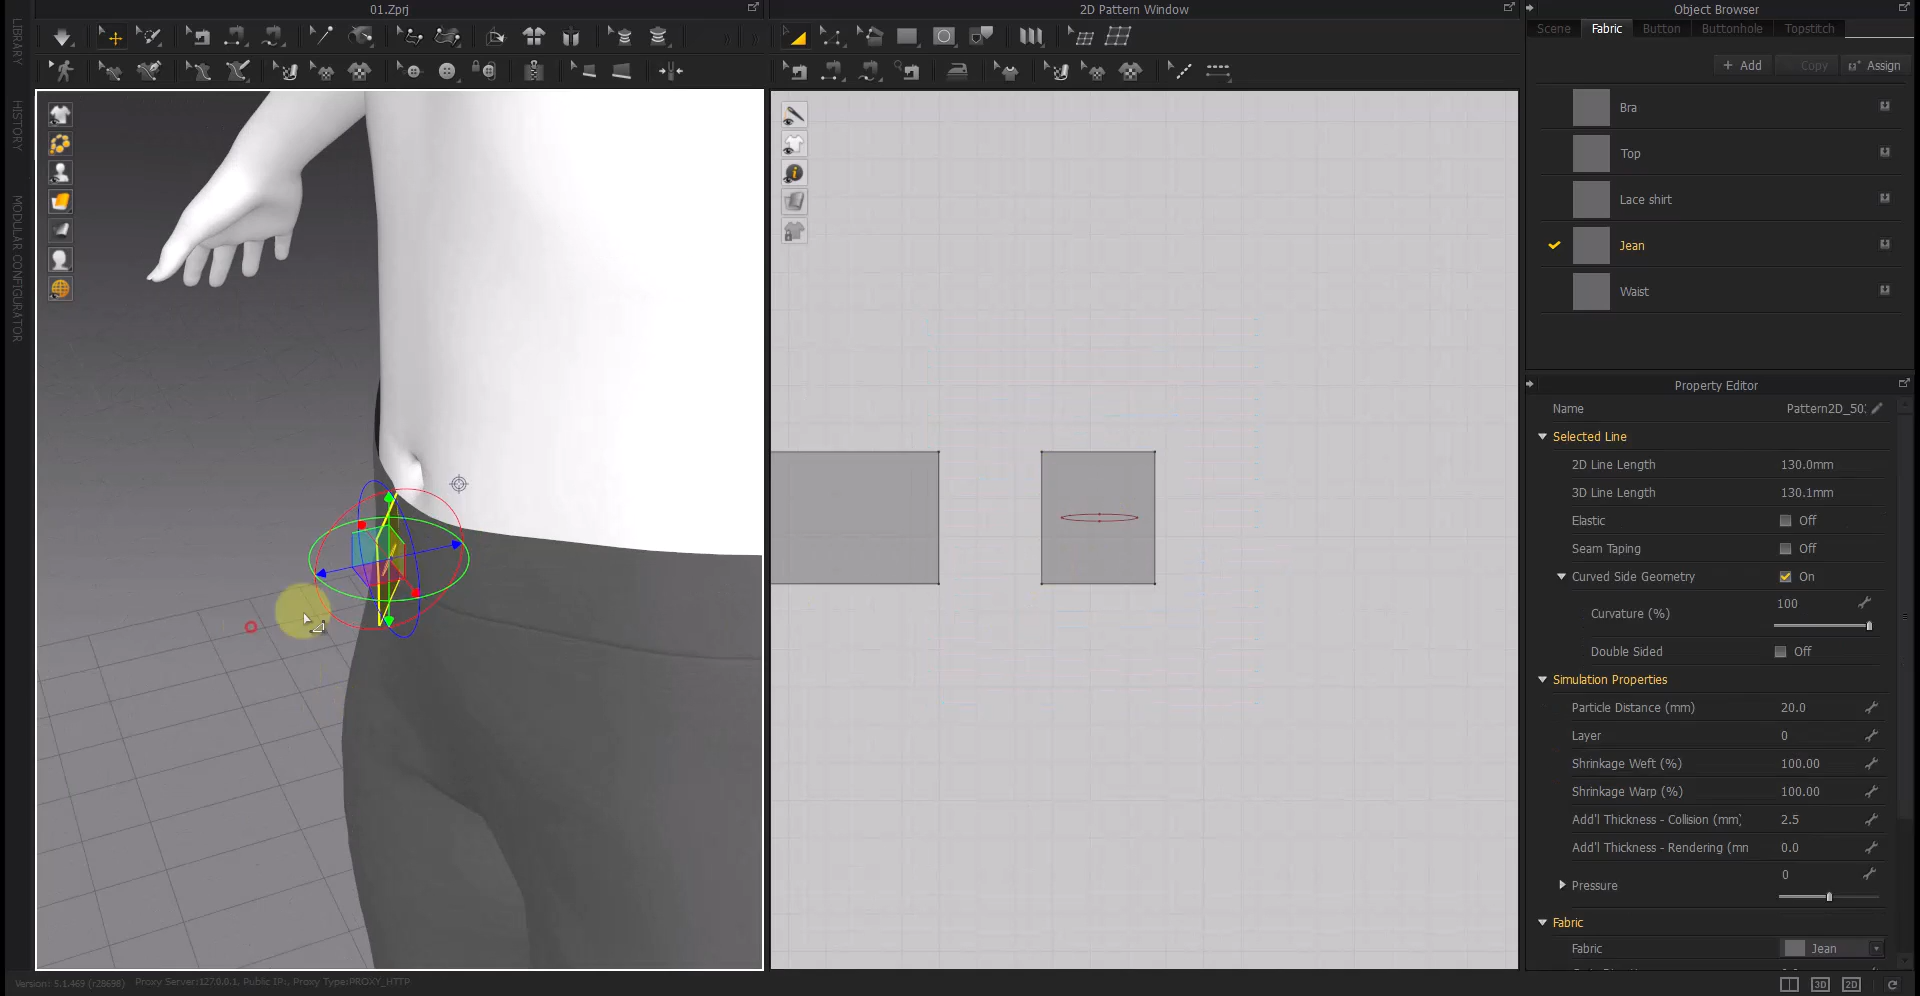 01.Zprj
2D Pattern Window
Object Browser
Scene
Fabric
Button
Buttonhole
Topstitch
+ Add
Copy
Assign
Bra
Top
Lace shirt
Jean
Waist
LIBRARY
HISTORY
MODULAR CONFIGURATOR
Property Editor
Name
Pattern2D_50
Selected Line
2D Line Length
130.0mm
3D Line Length
130.1mm
Elastic
Off
Seam Taping
Off
Curved Side Geometry
On
Curvature (%)
100
Double Sided
Off
Simulation Properties
Particle Distance (mm)
20.0
Layer
0
Shrinkage Weft (%)
100.00
Shrinkage Warp (%)
100.00
Add'l Thickness - Collision (mm)
2.5
Add'l Thickness - Rendering (mm
0.0
Pressure
0
Fabric
Fabric
Jean
Version: 5.1.469 (r28698)
Proxy Server:127.0.0.1, Public IP:, Proxy Type:PROXY_HTTP
3D
2D